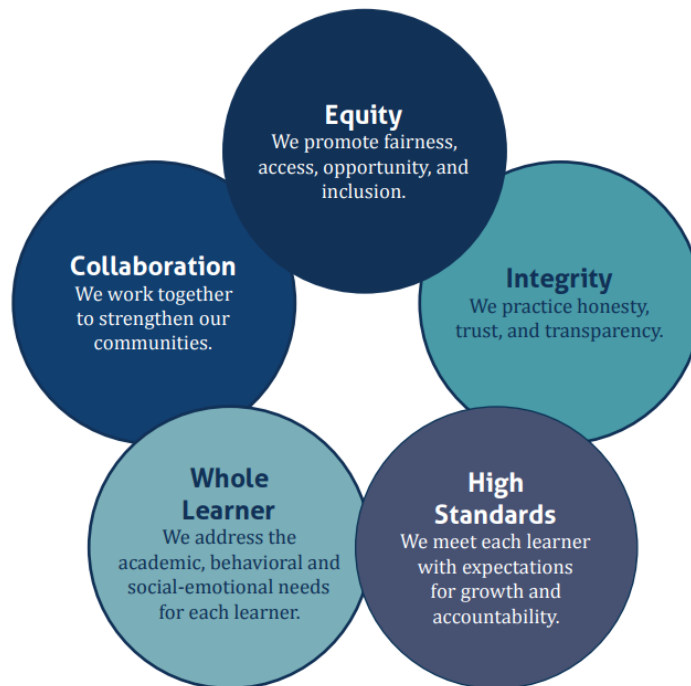 Equity
We promote fairness,
access, opportunity, and
inclusion.
Collaboration
We work together
to strengthen our
communities.
Integrity
We practice honesty,
trust, and transparency.
Whole
Learner
We address the
academic, behavioral and
social-emotional needs
for each learner.
High
Standards
We meet each learner
with expectations
for growth and
accountability.